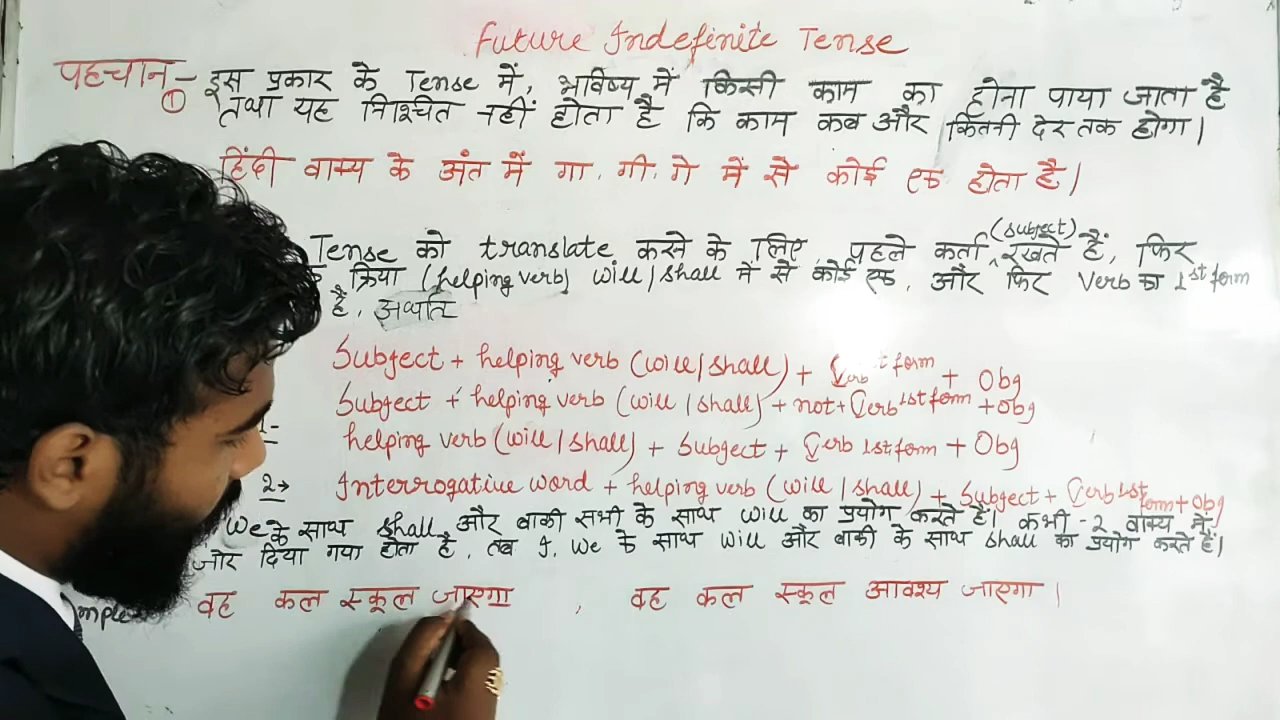 Future Indefinite Tense
पहचान - इस प्रकार के Tense में, भविष्य में किसी काम का होना पाया जाता है
① तथा यह निश्चित नहीं होता है कि काम कब और कितनी देर तक होगा।
हिंदी वाक्य के अंत में गा, गी, गे में से कोई एक होता है।
Tense को translate करने के लिए, पहले कर्ता (subject) रखते हैं, फिर
क्रिया (helping verb) will/shall में से कोई एक, और फिर verb का 1st form
है, अर्थात
Subject + helping verb (will/shall) + Verb form + Obj
Subject + helping verb (will/shall) + not + Verb 1st form + Obj
1- helping verb (will/shall) + Subject + Verb 1st form + Obj
2→ Interrogative word + helping verb (will/shall) + Subject + Verb 1st form + Obj
We के साथ shall और बाकी सभी के साथ will का प्रयोग करते हैं। कभी-2 वाक्य में
जोर दिया गया होता है, तब I, We के साथ will और बाकी के साथ shall का प्रयोग करते हैं।
वह कल स्कूल जाएगा , वह कल स्कूल आवश्य जाएगा।